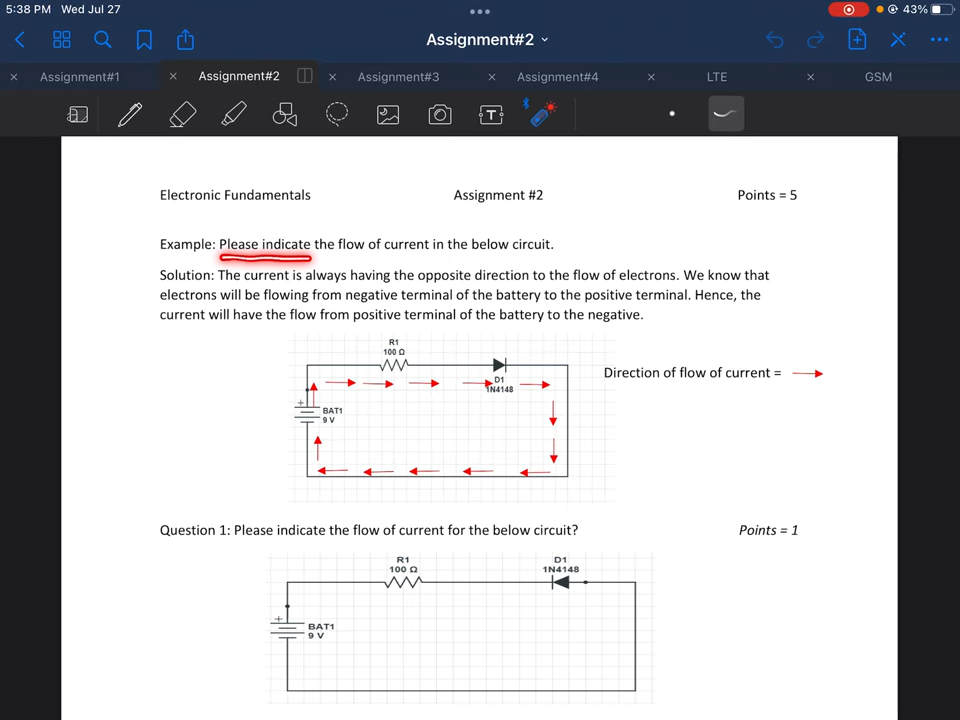 5:38 PM Wed Jul 27
43%
Assignment#2
Assignment#1
Assignment#2
Assignment#3
Assignment#4
LTE
GSM
T
Electronic Fundamentals Assignment #2 Points = 5
Example: Please indicate the flow of current in the below circuit.
Solution: The current is always having the opposite direction to the flow of electrons. We know that
electrons will be flowing from negative terminal of the battery to the positive terminal. Hence, the
current will have the flow from positive terminal of the battery to the negative.
R1
100 Ω
D1
1N4148
+
BAT1
9 V
Direction of flow of current =
Question 1: Please indicate the flow of current for the below circuit? Points = 1
R1
100 Ω
D1
1N4148
+
BAT1
9 V